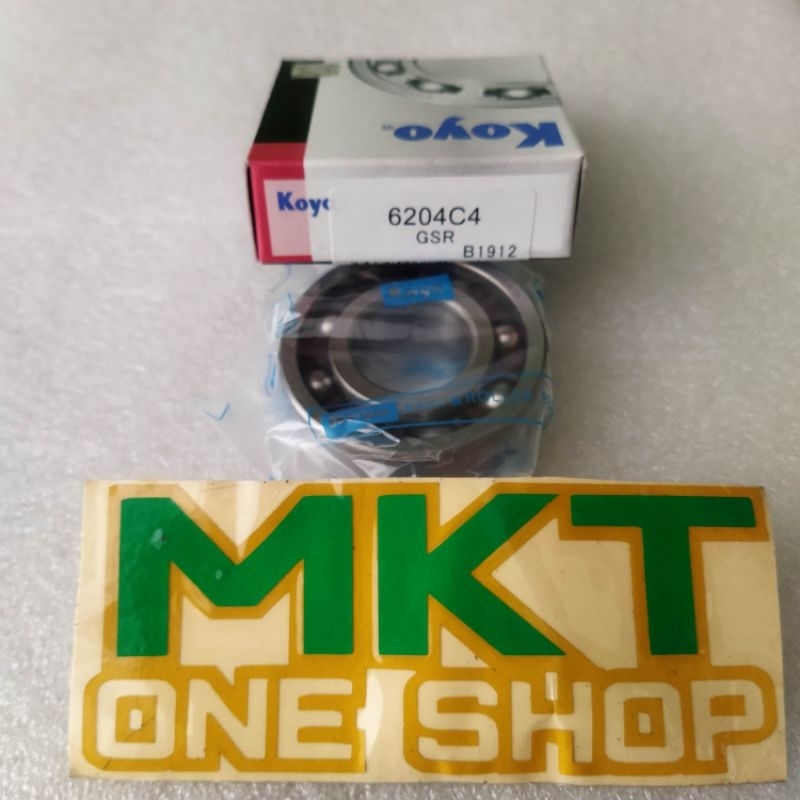 Koyo®
Koyo
6204C4
GSR
B1912
MKT
ONE SHOP